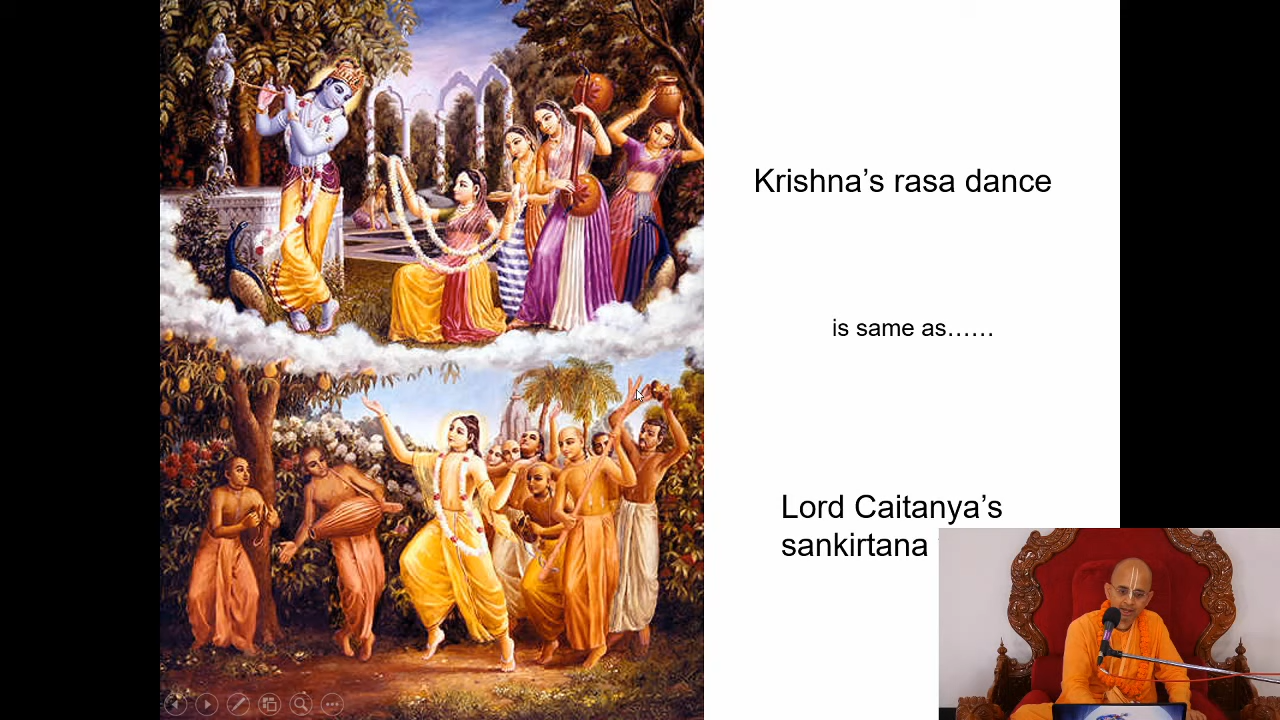 Krishna’s rasa dance
is same as……
Lord Caitanya’s
sankirtana